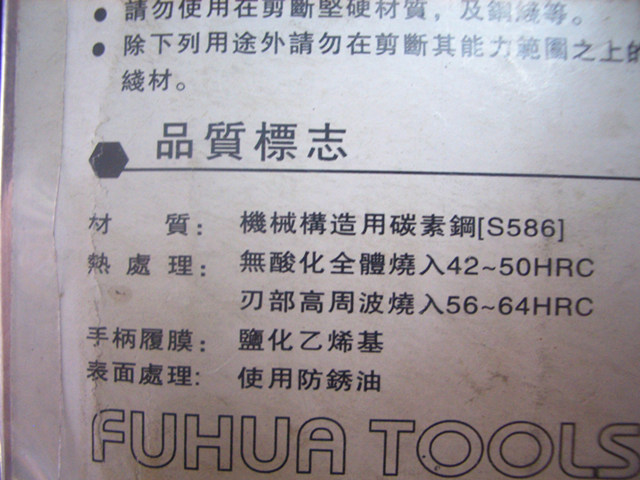 ● 請勿使用在剪斷堅硬材質，及鋼綫等。
● 除下列用途外請勿在剪斷其能力範圍之上的
綫材。
品質標志
材 質： 機械構造用碳素鋼[S586]
熱 處 理： 無酸化全體燒入42~50HRC
刃部高周波燒入56~64HRC
手柄履膜： 鹽化乙烯基
表面處理: 使用防銹油
FUHUA TOOLS